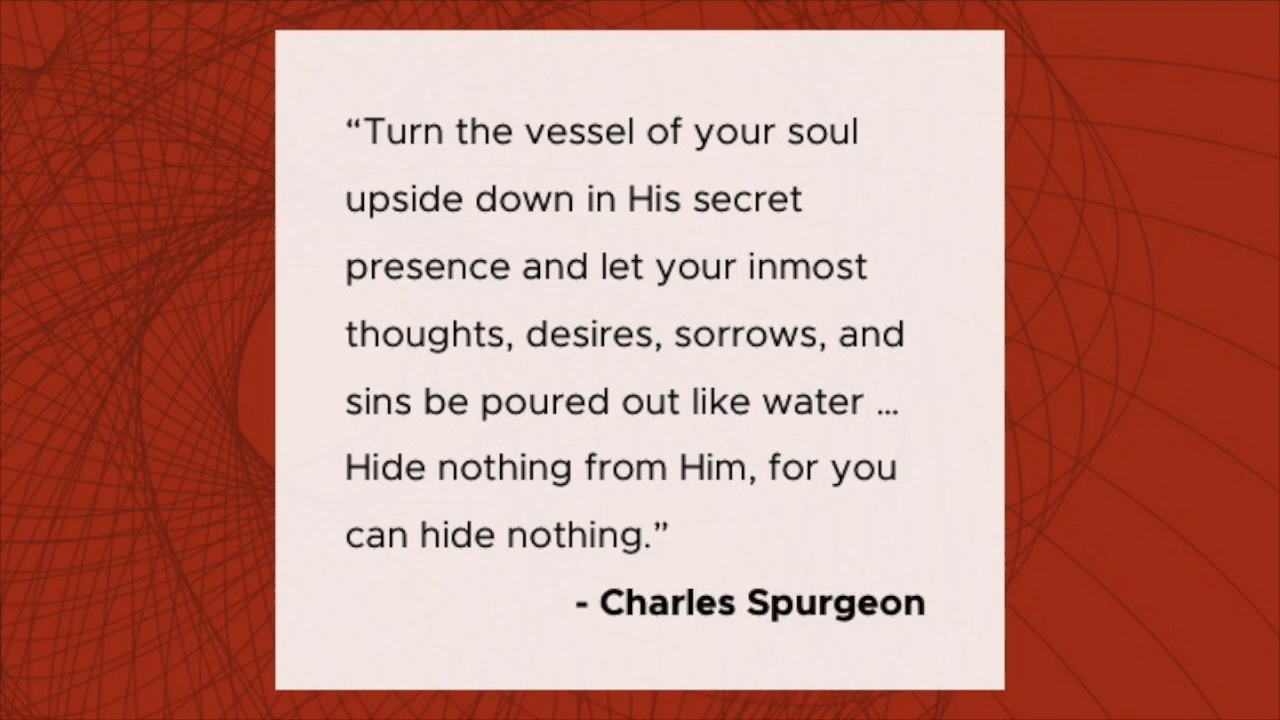 “Turn the vessel of your soul
upside down in His secret
presence and let your inmost
thoughts, desires, sorrows, and
sins be poured out like water ...
Hide nothing from Him, for you
can hide nothing.”
- Charles Spurgeon